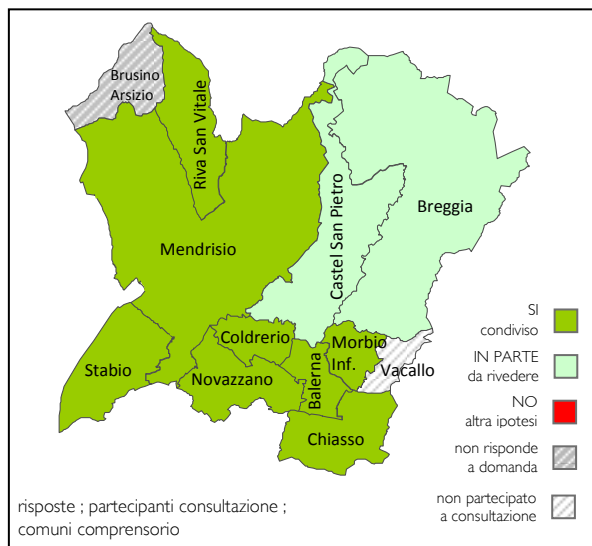 Brusino
Arsizio
Riva San Vitale
Mendrisio
Castel San Pietro
Breggia
Stabio
Coldrerio
Novazzano
Balerna
Morbio
Inf.
Vacallo
Chiasso
SI
condiviso
IN PARTE
da rivedere
NO
altra ipotesi
non risponde
a domanda
non partecipato
a consultazione
risposte ; partecipanti consultazione ;
comuni comprensorio